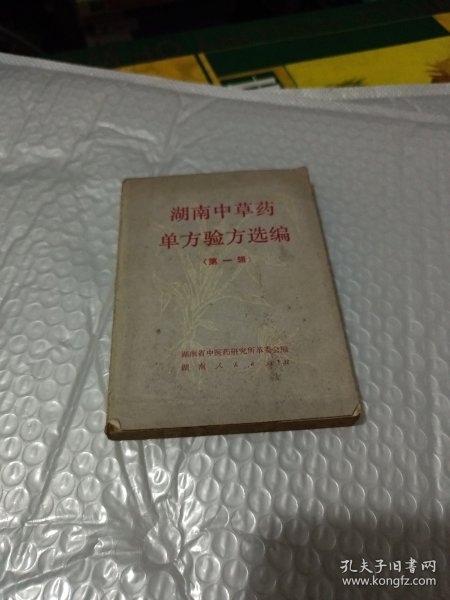 湖南中草药
单方验方选编
（第一辑）
湖南省中医药研究所革委会编
湖南人民出版社
孔夫子旧书网
www.kongfz.com